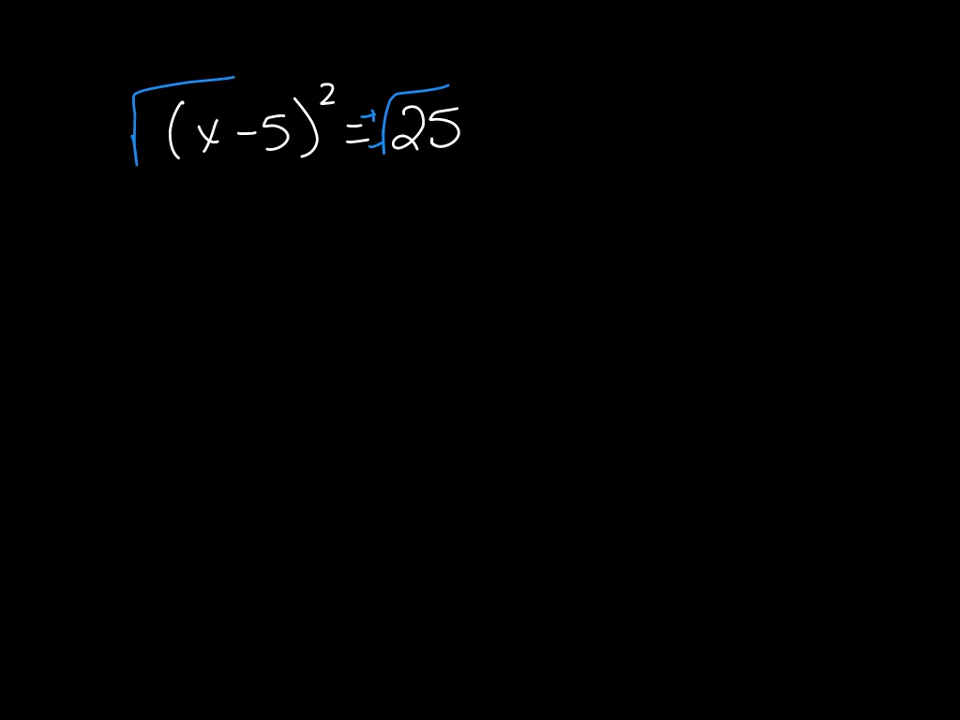 √(x-5)² = ±√25